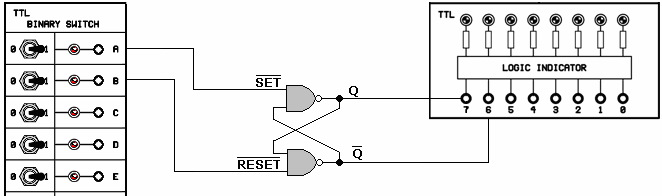 TTL
BINARY SWITCH
0 1 A
0 1 B
0 1 C
0 1 D
0 1 E
SET
RESET
Q
Q
TTL
LOGIC INDICATOR
7 6 5 4 3 2 1 0